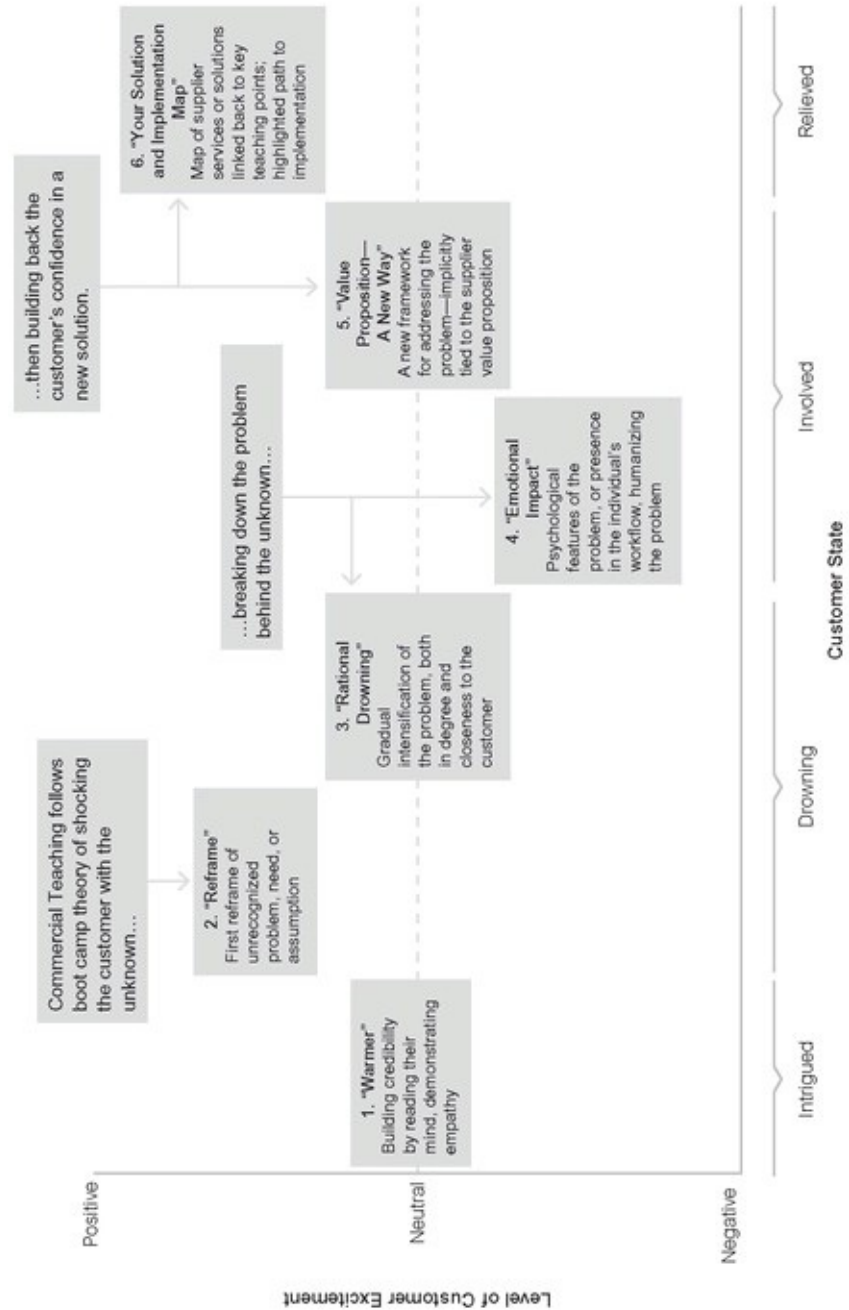 Level of Customer Excitement
Positive
Neutral
Negative
Commercial Teaching follows
boot camp theory of shocking
the customer with the
unknown…
…breaking down the problem
behind the unknown…
…then building back the
customer's confidence in a
new solution.
1. "Warmer"
Building credibility
by reading their
mind, demonstrating
empathy
2. "Reframe"
First reframe of
unrecognized
problem, need, or
assumption
3. "Rational
Drowning"
Gradual
intensification of
the problem, both
in degree and
closeness to the
customer
4. "Emotional
Impact"
Psychological
features of the
problem, or presence
in the individual's
workflow, humanizing
the problem
5. "Value
Proposition—
A New Way"
A new framework
for addressing the
problem—implicitly
tied to the supplier
value proposition
6. "Your Solution
and Implementation
Map"
Map of supplier
services or solutions
linked back to key
teaching points;
highlighted path to
implementation
Intrigued
Drowning
Involved
Relieved
Customer State